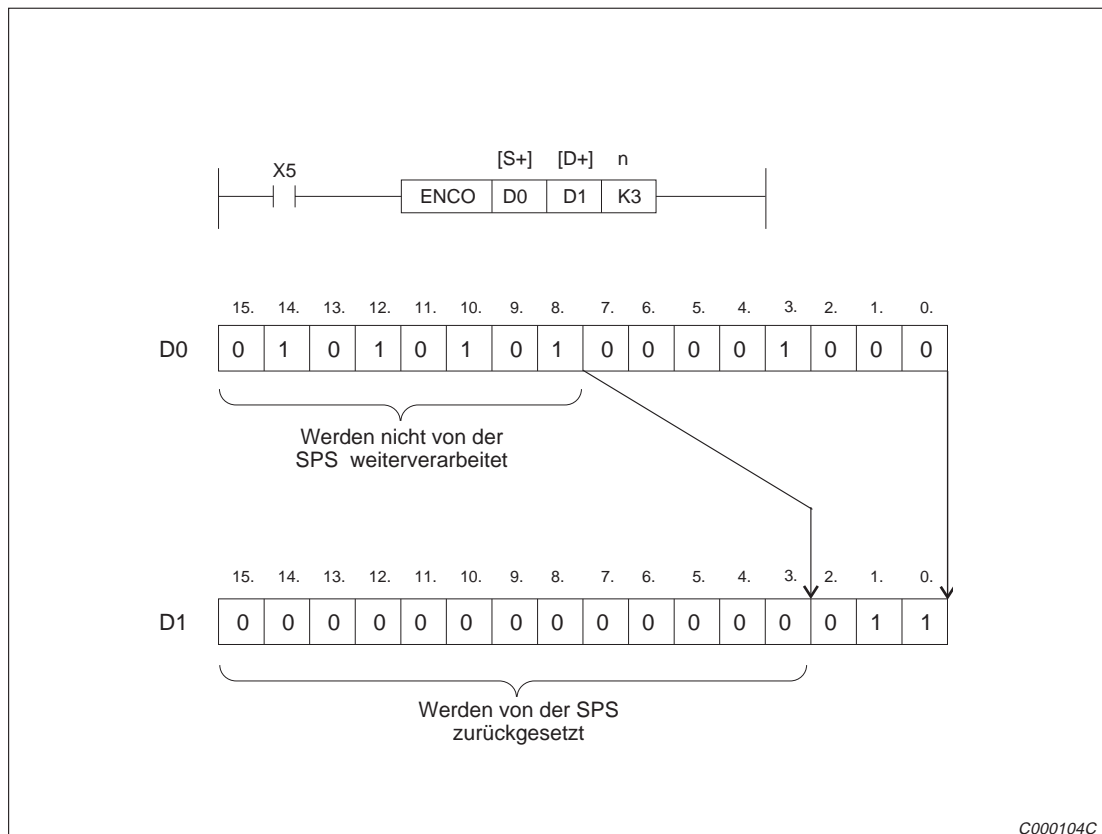 [S+] [D+] n
X5
ENCO D0 D1 K3
15. 14. 13. 12. 11. 10. 9. 8. 7. 6. 5. 4. 3. 2. 1. 0.
D0 0 1 0 1 0 1 0 1 0 0 0 0 1 0 0 0
Werden nicht von der
SPS weiterverarbeitet
15. 14. 13. 12. 11. 10. 9. 8. 7. 6. 5. 4. 3. 2. 1. 0.
D1 0 0 0 0 0 0 0 0 0 0 0 0 0 0 1 1
Werden von der SPS
zurückgesetzt
C000104C